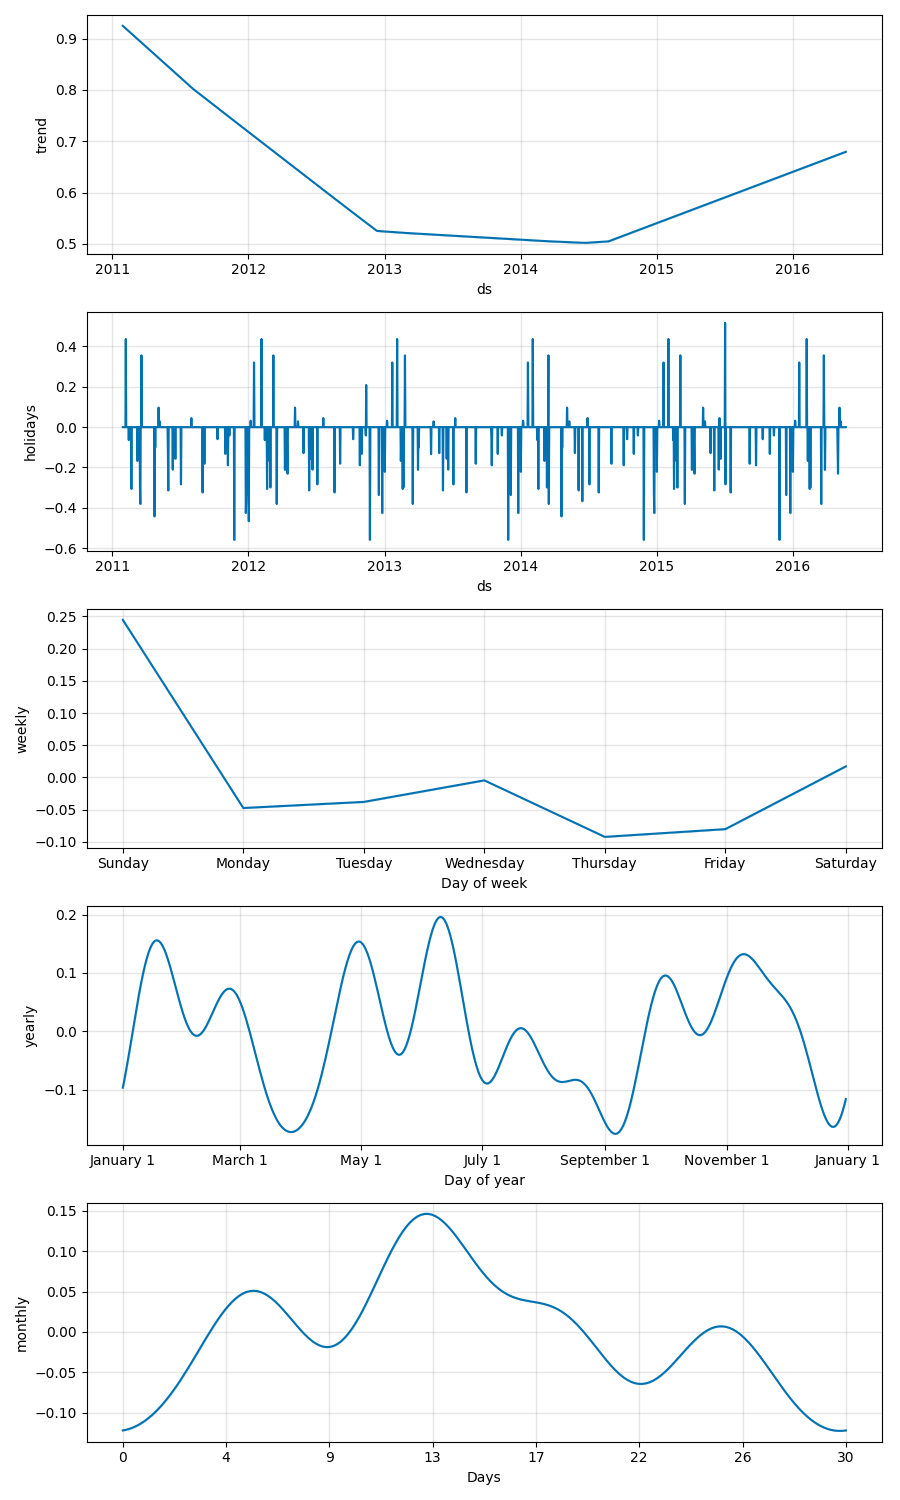 0.9
0.8
0.7
0.6
0.5
trend
2011 2012 2013 2014 2015 2016
ds
0.4
0.2
0.0
−0.2
−0.4
−0.6
holidays
2011 2012 2013 2014 2015 2016
ds
0.25
0.20
0.15
0.10
0.05
0.00
−0.05
−0.10
weekly
Sunday Monday Tuesday Wednesday Thursday Friday Saturday
Day of week
0.2
0.1
0.0
−0.1
yearly
January 1 March 1 May 1 July 1 September 1 November 1 January 1
Day of year
0.15
0.10
0.05
0.00
−0.05
−0.10
monthly
0 4 9 13 17 22 26 30
Days